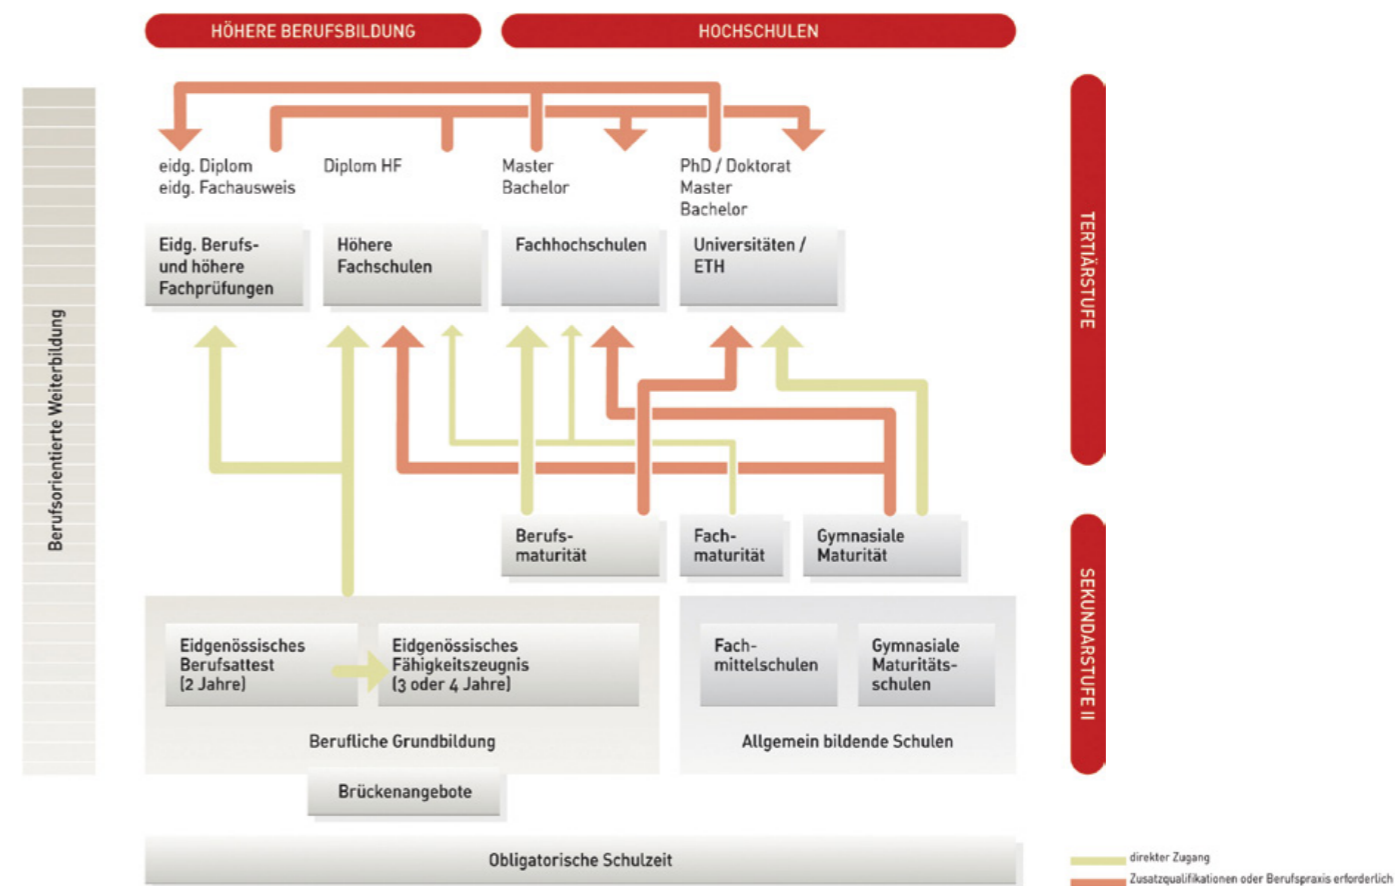 HÖHERE BERUFSBILDUNG
HOCHSCHULEN
eidg. Diplom
eidg. Fachausweis
Diplom HF
Master
Bachelor
PhD / Doktorat
Master
Bachelor
Eidg. Berufs-
und höhere
Fachprüfungen
Höhere
Fachschulen
Fachhochschulen
Universitäten /
ETH
TERTIÄRSTUFE
Berufsorientierte Weiterbildung
Berufs-
maturität
Fach-
maturität
Gymnasiale
Maturität
SEKUNDARSTUFE II
Eidgenössisches
Berufsattest
(2 Jahre)
Eidgenössisches
Fähigkeitszeugnis
(3 oder 4 Jahre)
Fach-
mittelschulen
Gymnasiale
Maturitäts-
schulen
Berufliche Grundbildung
Allgemein bildende Schulen
Brückenangebote
Obligatorische Schulzeit
direkter Zugang
Zusatzqualifikationen oder Berufspraxis erforderlich